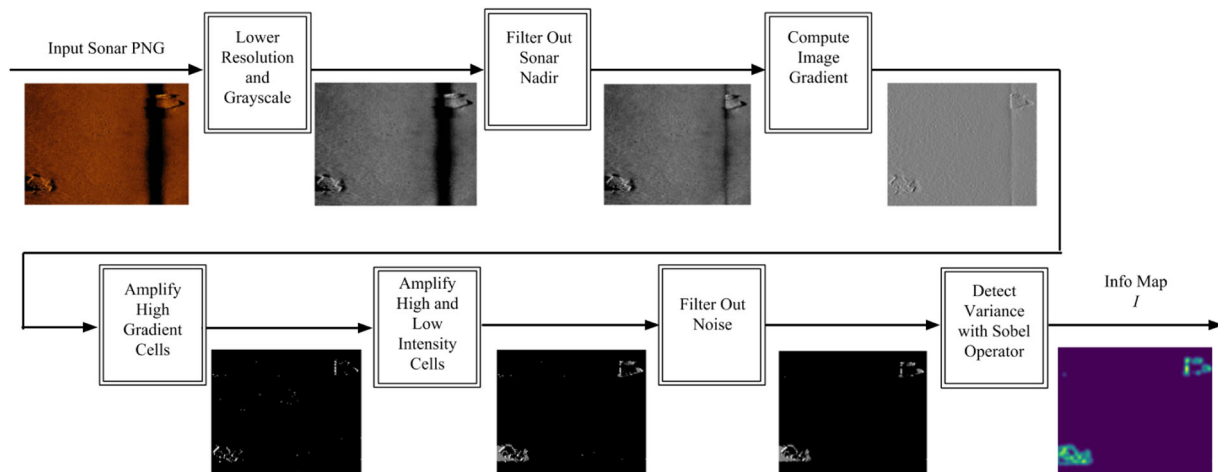 Input Sonar PNG
Lower
Resolution
and
Grayscale
Filter Out
Sonar
Nadir
Compute
Image
Gradient
Amplify
High
Gradient
Cells
Amplify
High and
Low
Intensity
Cells
Filter Out
Noise
Detect
Variance
with Sobel
Operator
Info Map
I